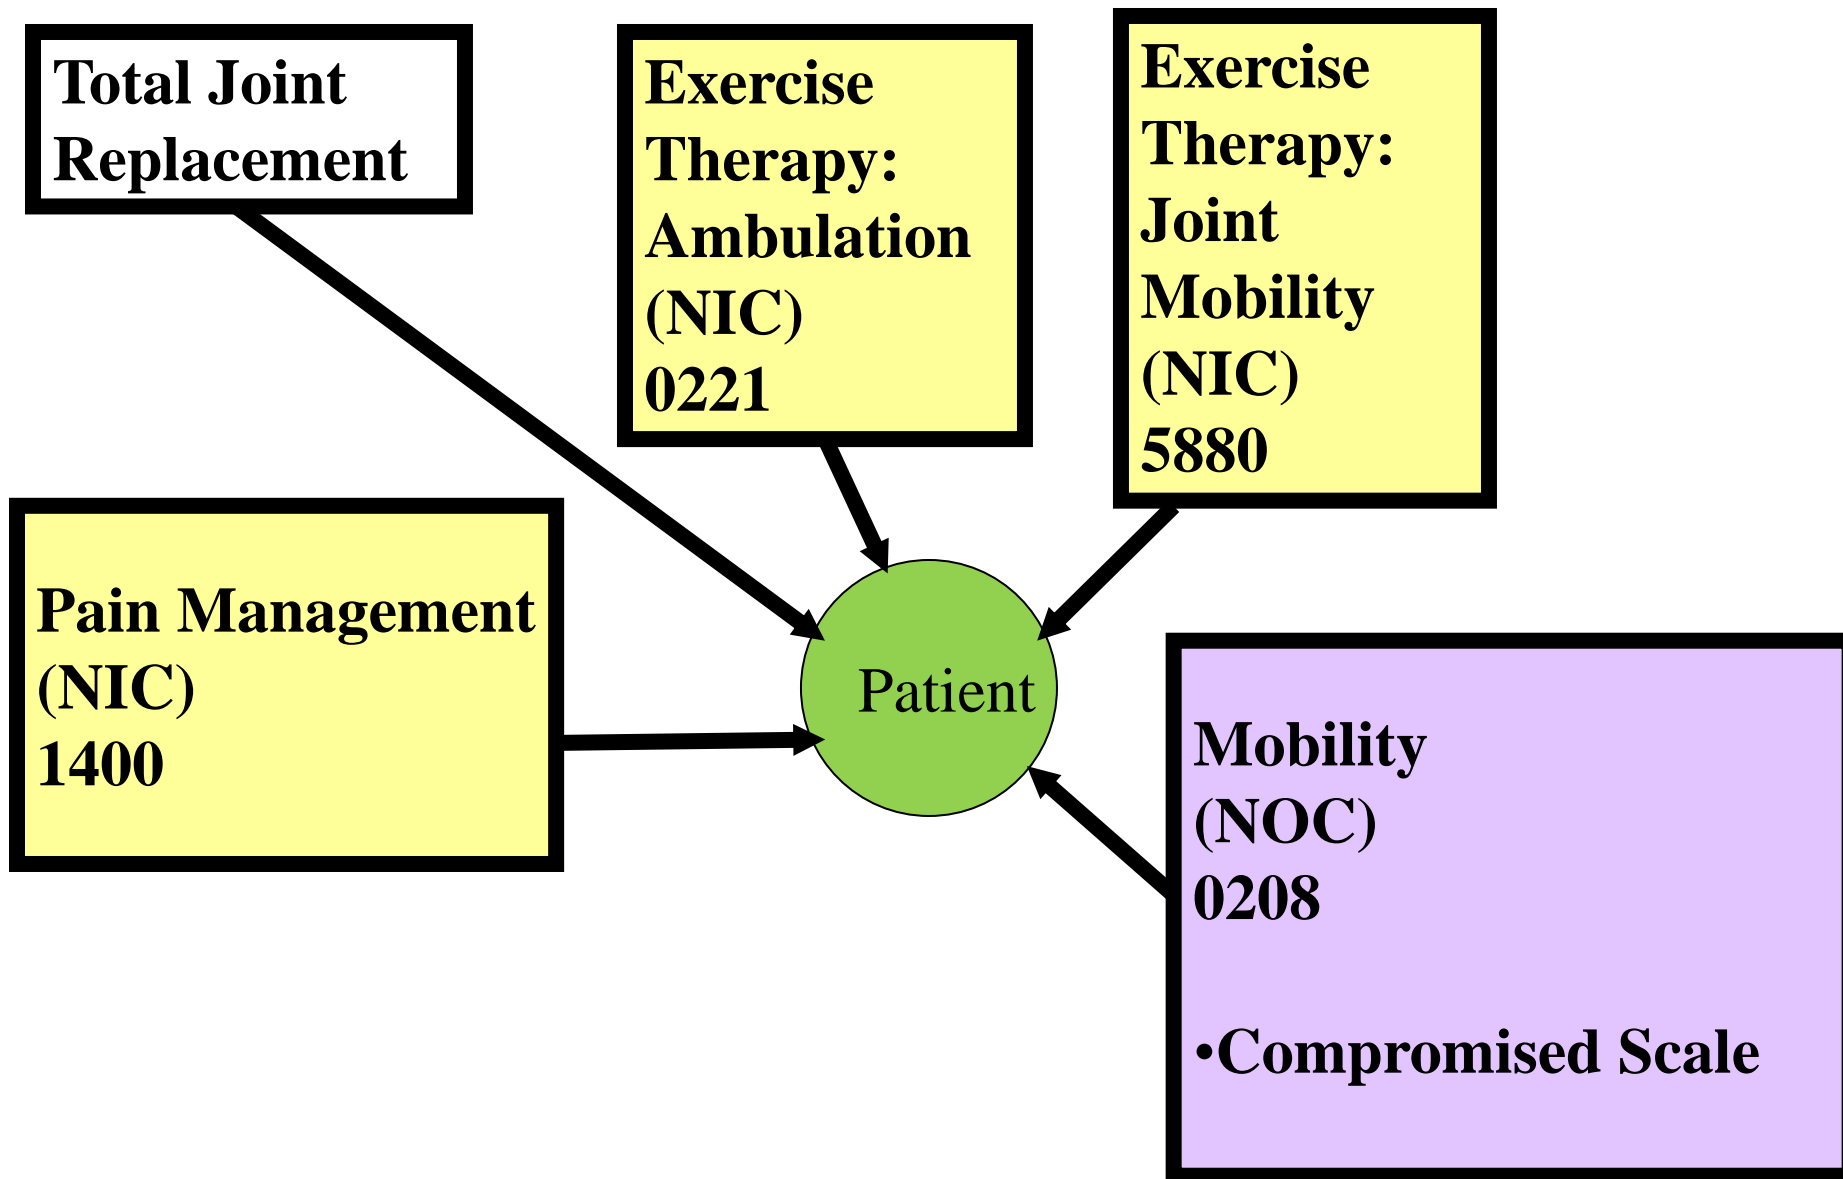 Total Joint
Replacement
Exercise
Therapy:
Ambulation
(NIC)
0221
Exercise
Therapy:
Joint
Mobility
(NIC)
5880
Pain Management
(NIC)
1400
Patient
Mobility
(NOC)
0208
•Compromised Scale